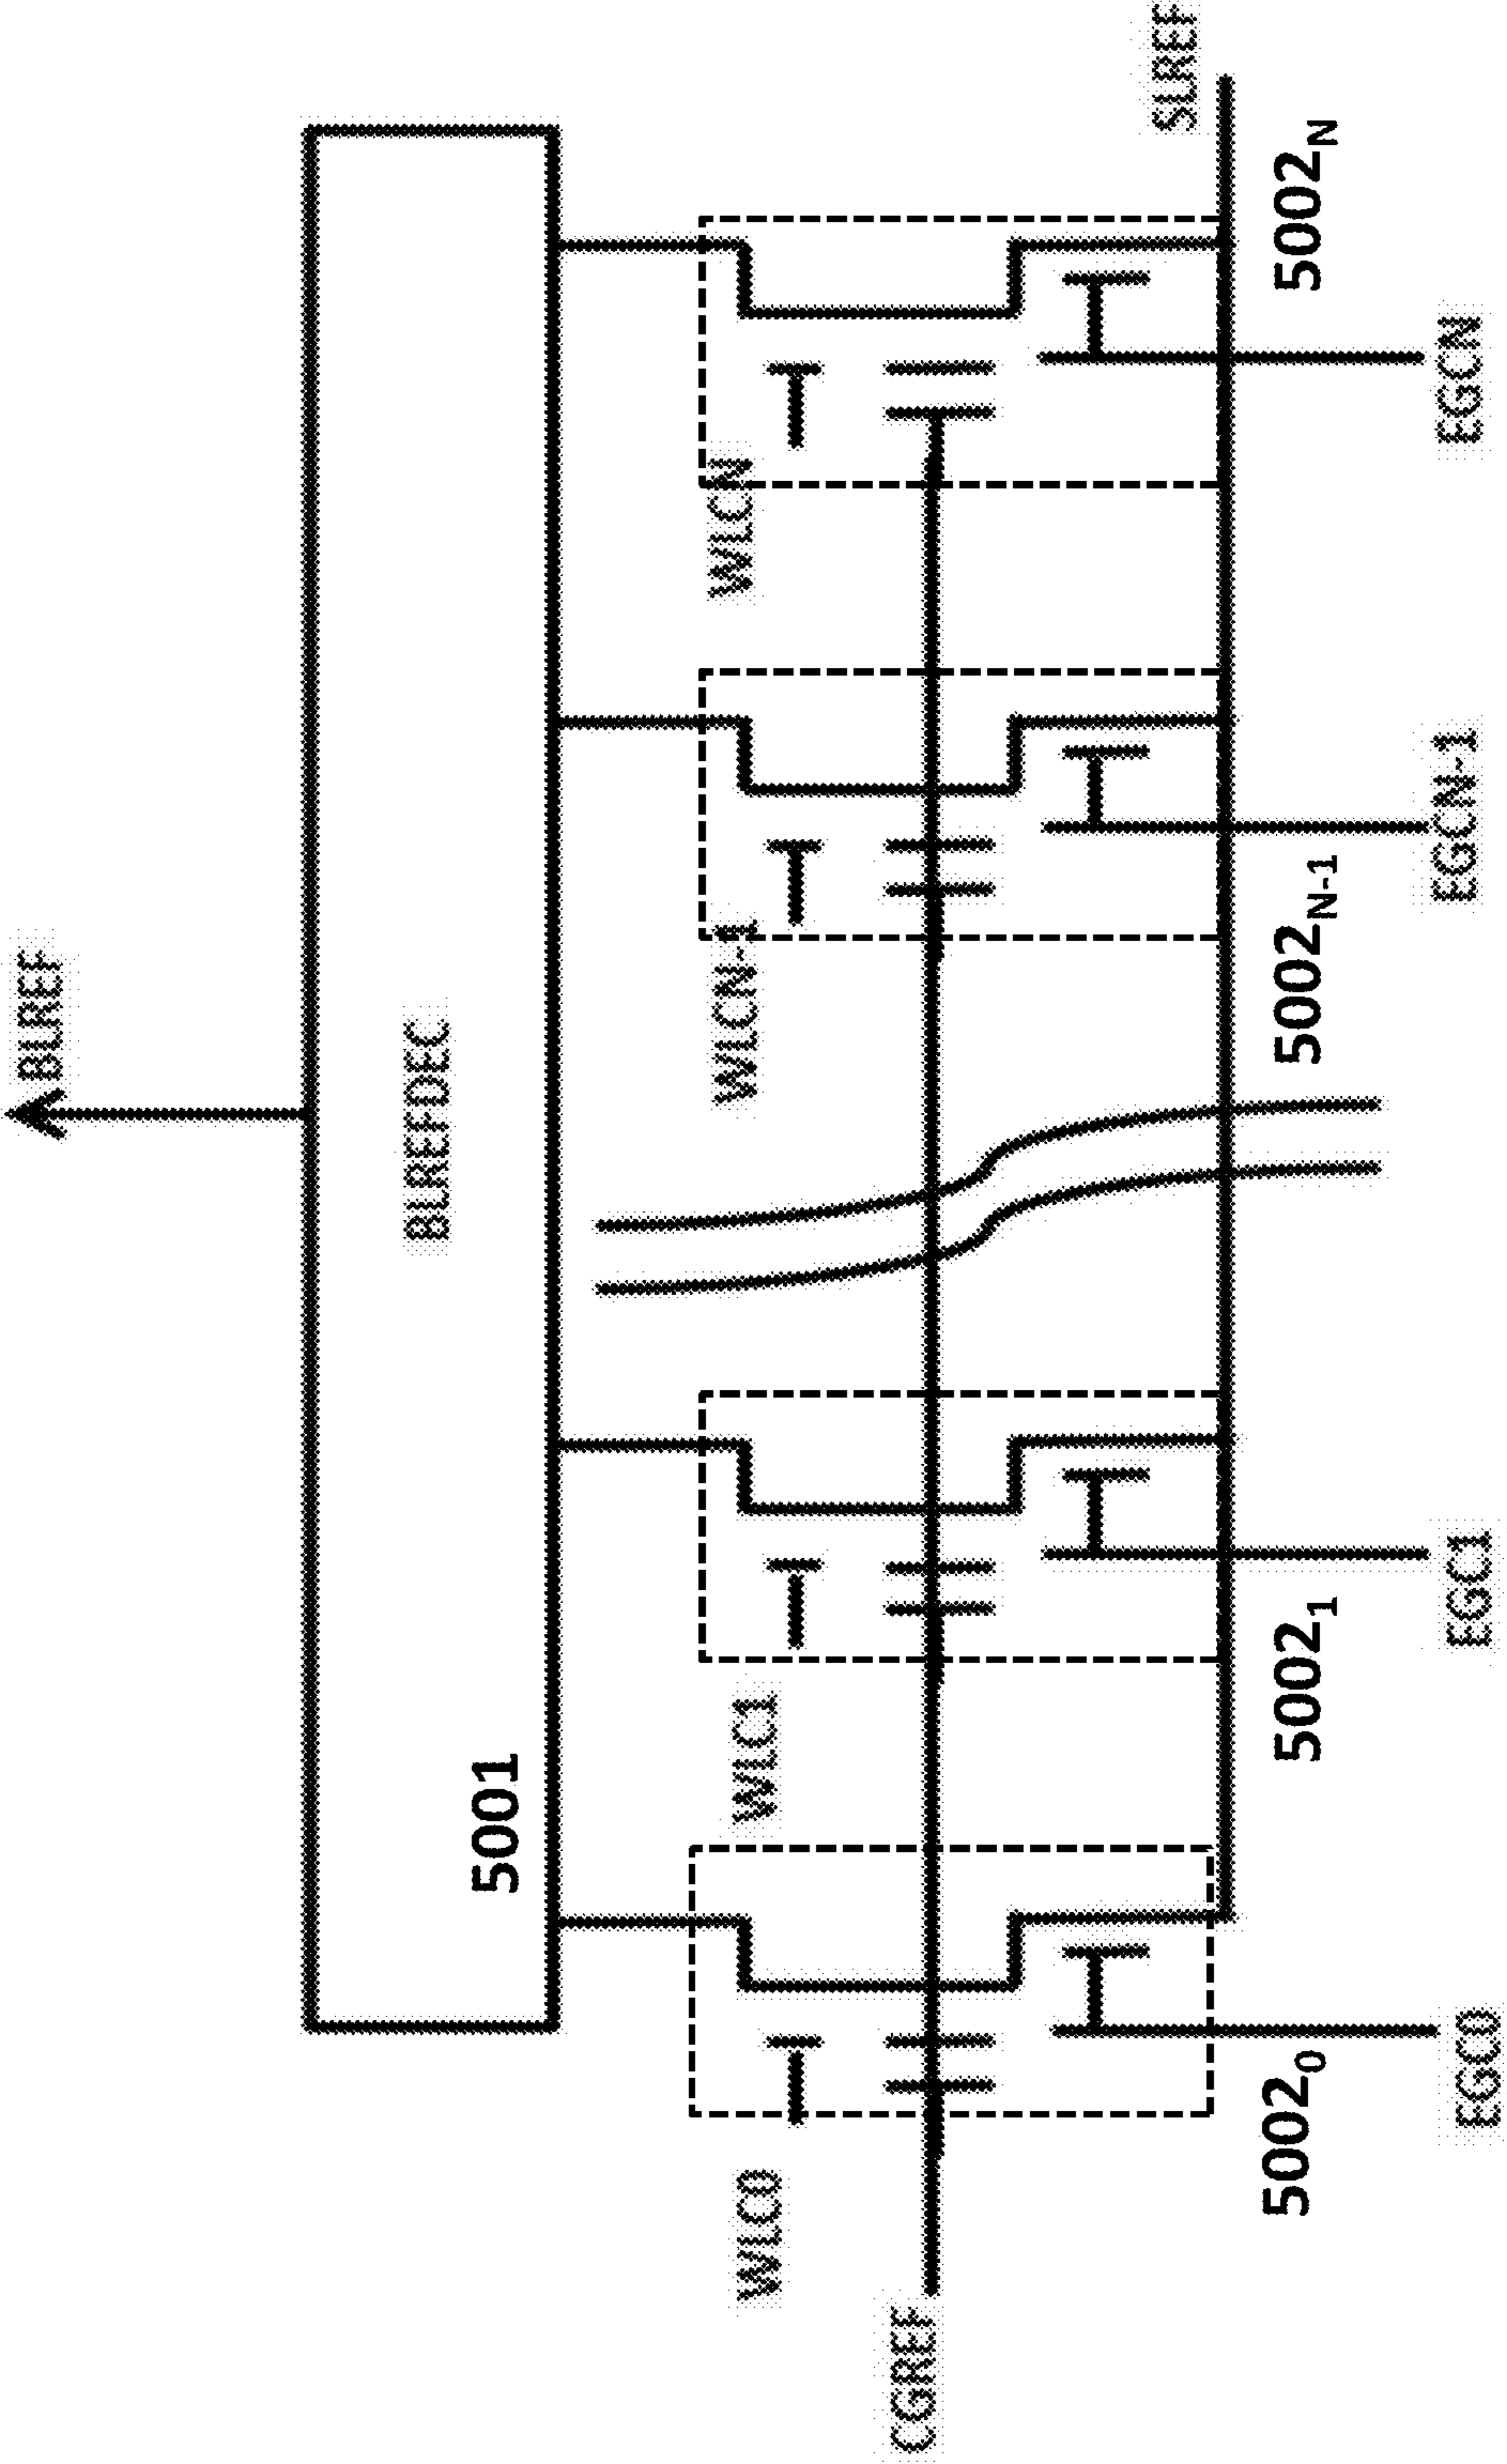 BLREF
BLREFDEC
5001
WLC0
WLC1
WLCN-1
WLCN
CGREF
SLREF
5002₀
5002₁
5002N-1
5002N
EGC0
EGC1
EGCN-1
EGCN